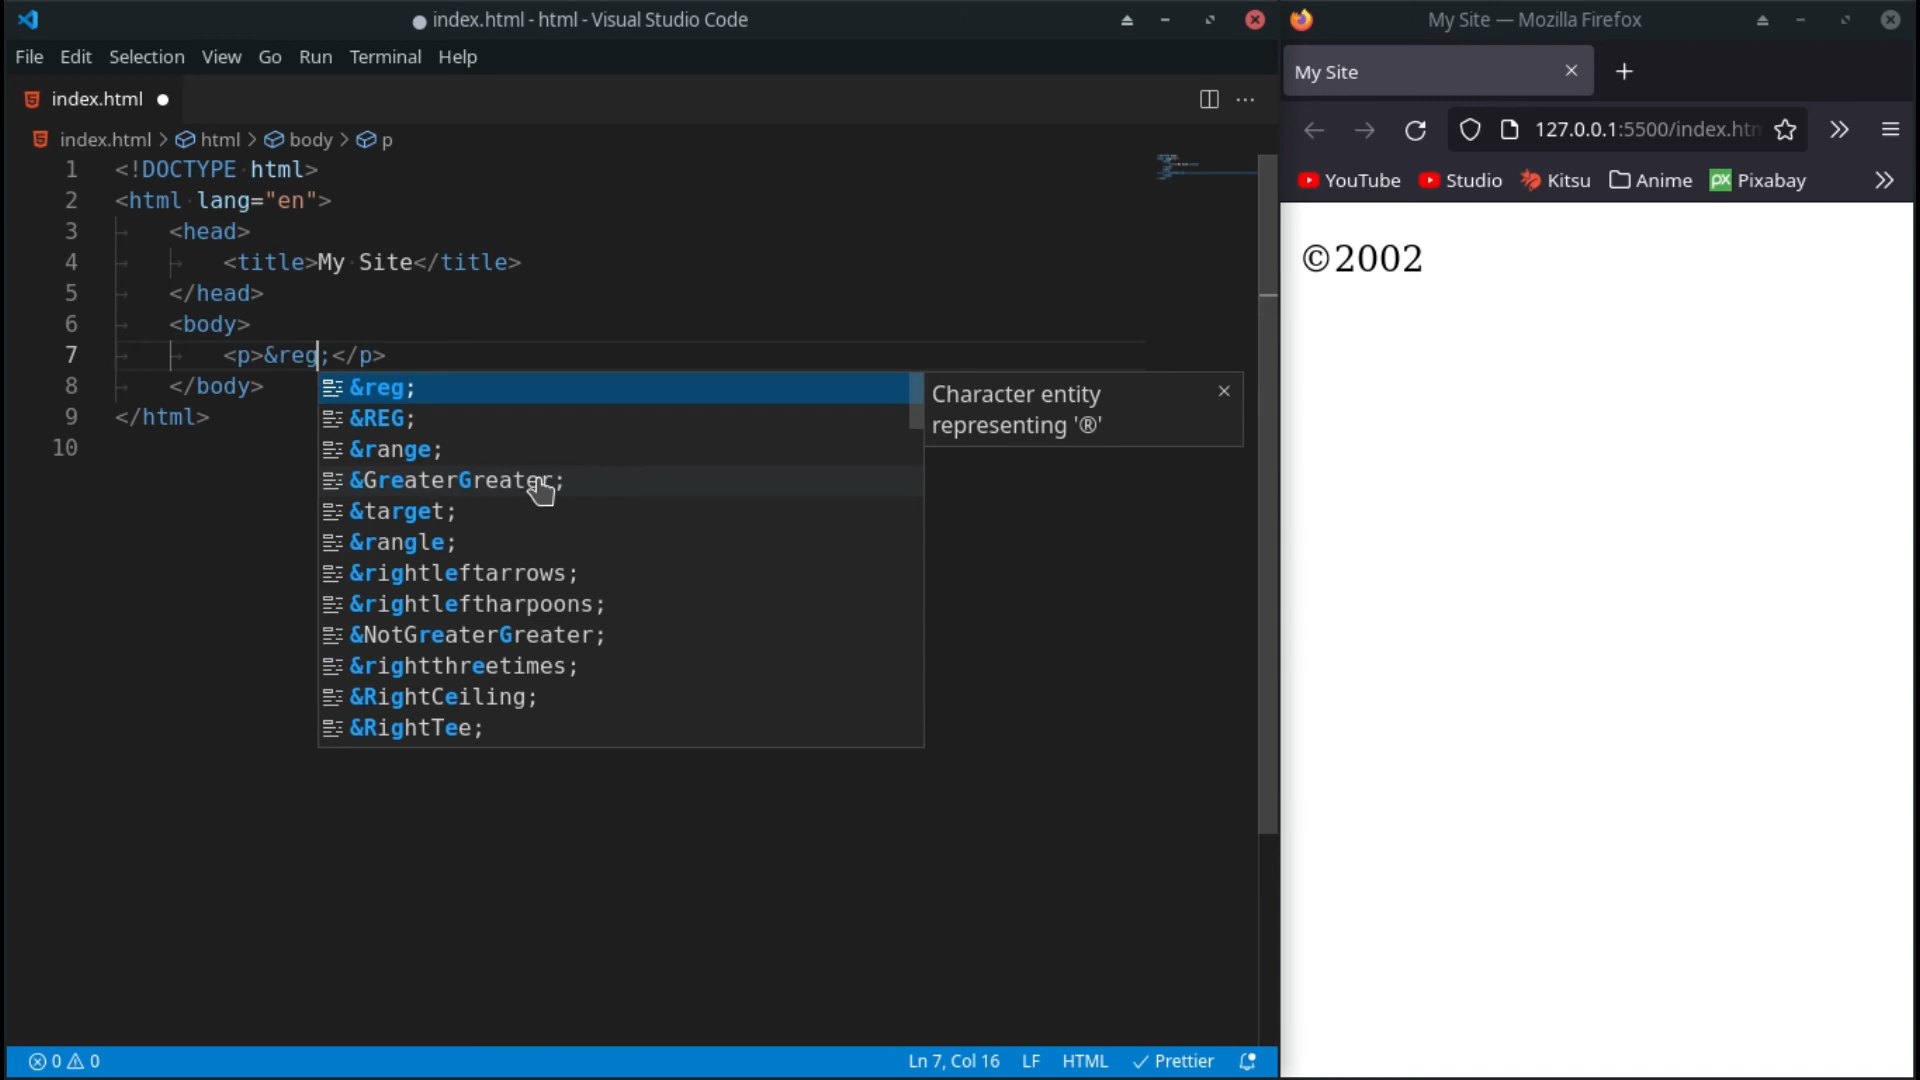 index.html - html - Visual Studio Code
File Edit Selection View Go Run Terminal Help
index.html
index.html > html > body > p
1 <!DOCTYPE html>
2 <html lang="en">
3 <head>
4 <title>My Site</title>
5 </head>
6 <body>
7 <p>&reg;</p>
8 </body>
9 </html>
10
&reg;
&REG;
&range;
&GreaterGreater;
&target;
&rangle;
&rightleftarrows;
&rightleftharpoons;
&NotGreaterGreater;
&rightthreetimes;
&RightCeiling;
&RightTee;
Character entity
representing '®'
0 0
Ln 7, Col 16 LF HTML Prettier
My Site — Mozilla Firefox
My Site
127.0.0.1:5500/index.htm
YouTube Studio Kitsu Anime px Pixabay
©2002